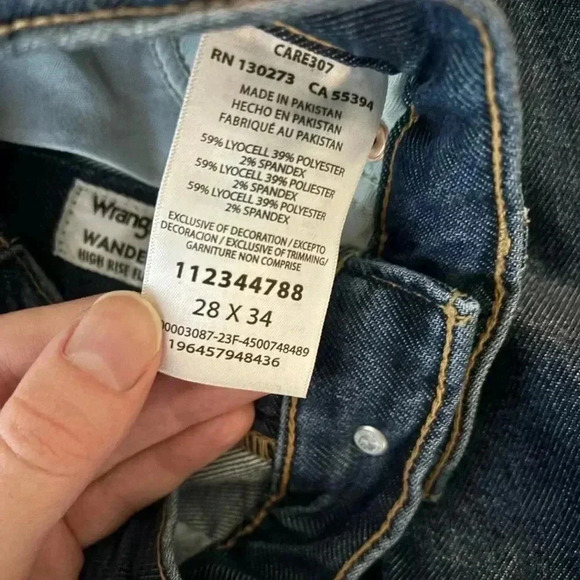 CARE307
RN 130273 CA 55394
MADE IN PAKISTAN
HECHO EN PAKISTAN
FABRIQUÉ AU PAKISTAN
59% LYOCELL 39% POLYESTER
2% SPANDEX
59% LYOCELL 39% POLIESTER
2% SPANDEX
59% LYOCELL 39% POLYESTER
2% SPANDEX
EXCLUSIVE OF DECORATION / EXCEPTO
DECORACION / EXCLUSIVE OF TRIMMING/
GARNITURE NON COMPRISE
112344788
28 X 34
00003087-23F-4500748489
196457948436
Wrang
WANDE
HIGH RISE FL